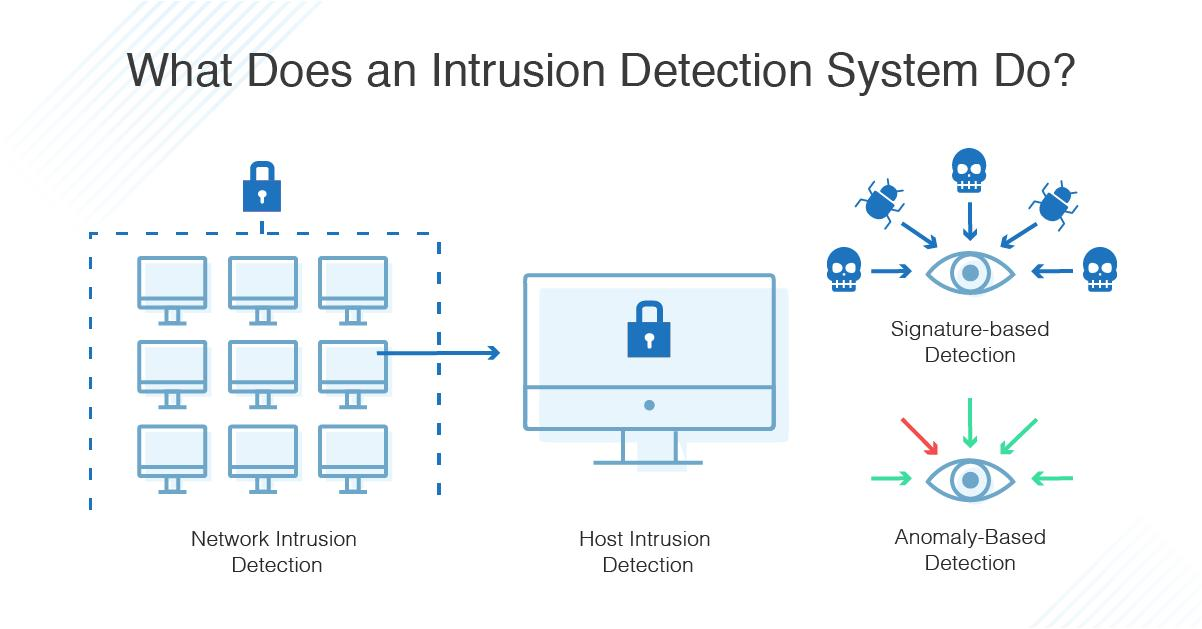 What Does an Intrusion Detection System Do?
Network Intrusion
Detection
Host Intrusion
Detection
Signature-based
Detection
Anomaly-Based
Detection